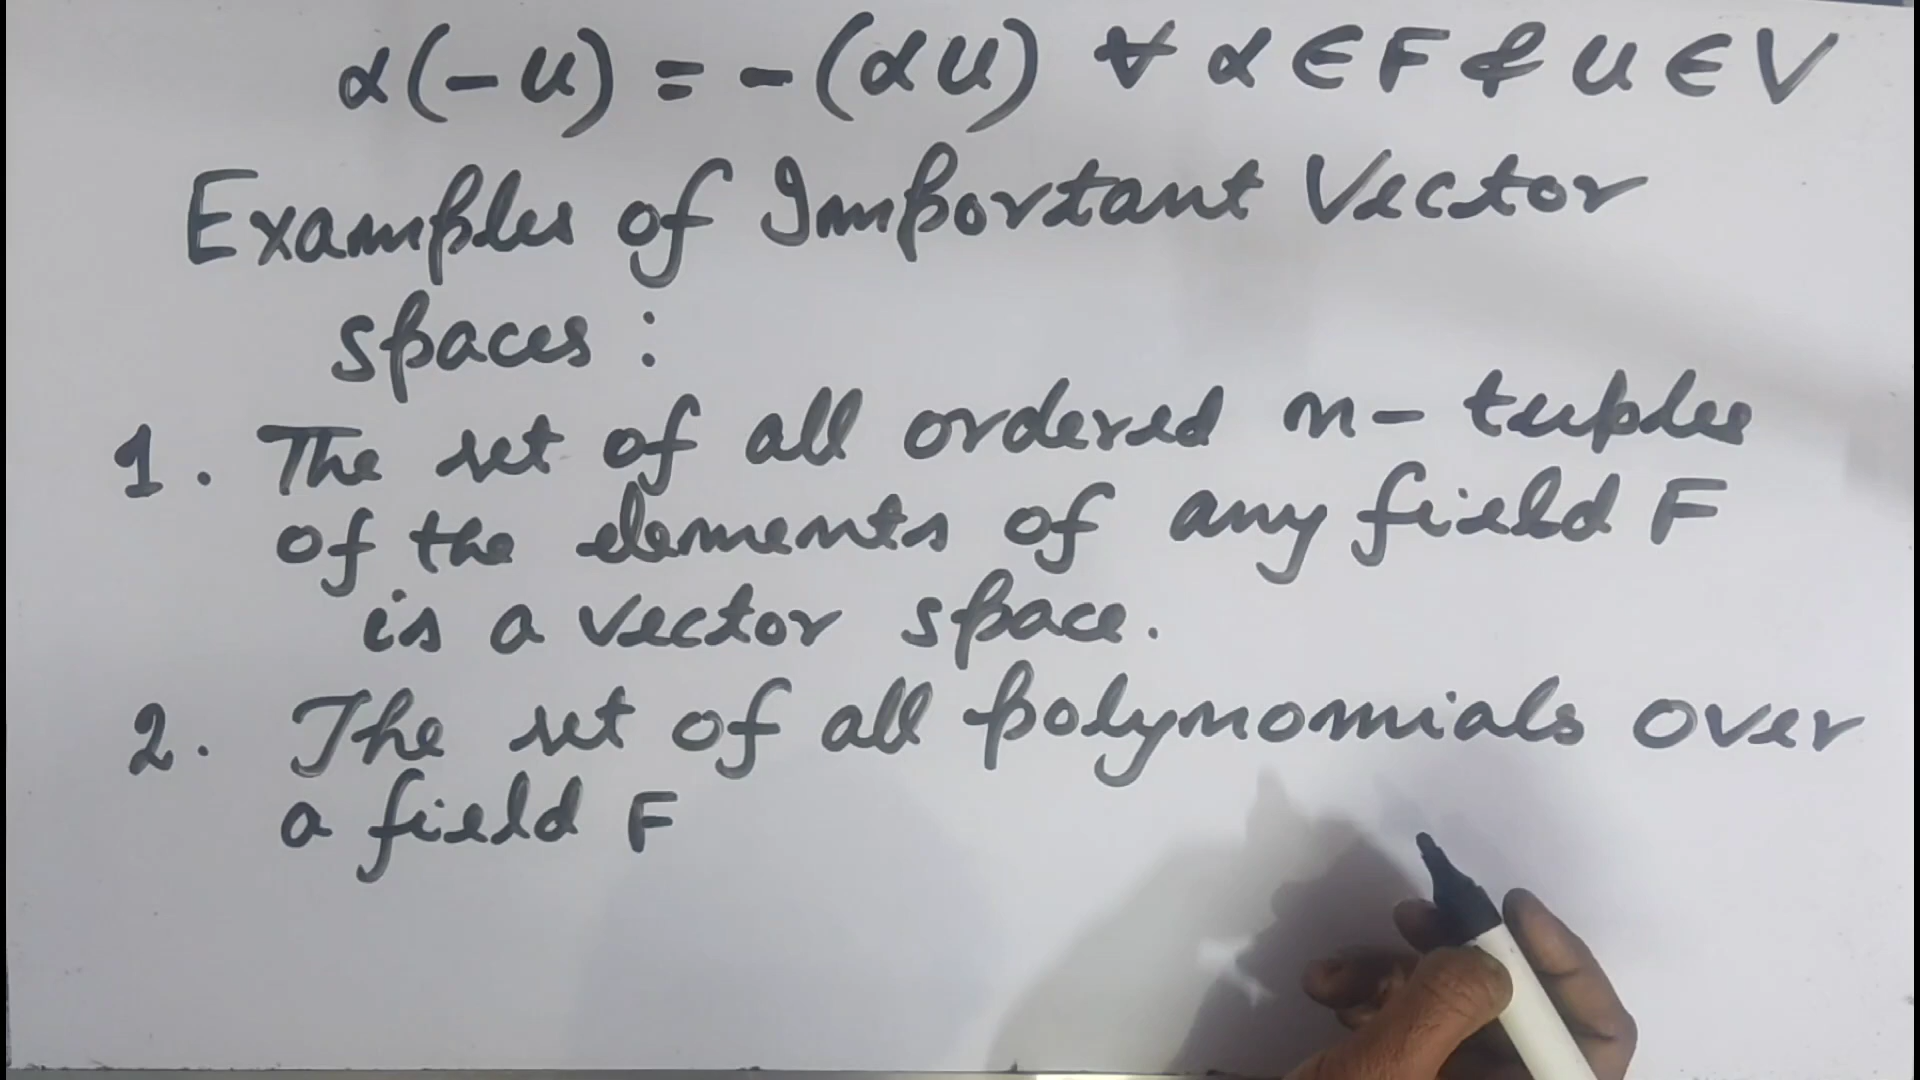 α(-u) = -(αu) ∀ α ∈ F & u ∈ V
Examples of Important Vector
spaces :
1. The set of all ordered n-tuples
of the elements of any field F
is a vector space.
2. The set of all polynomials over
a field F